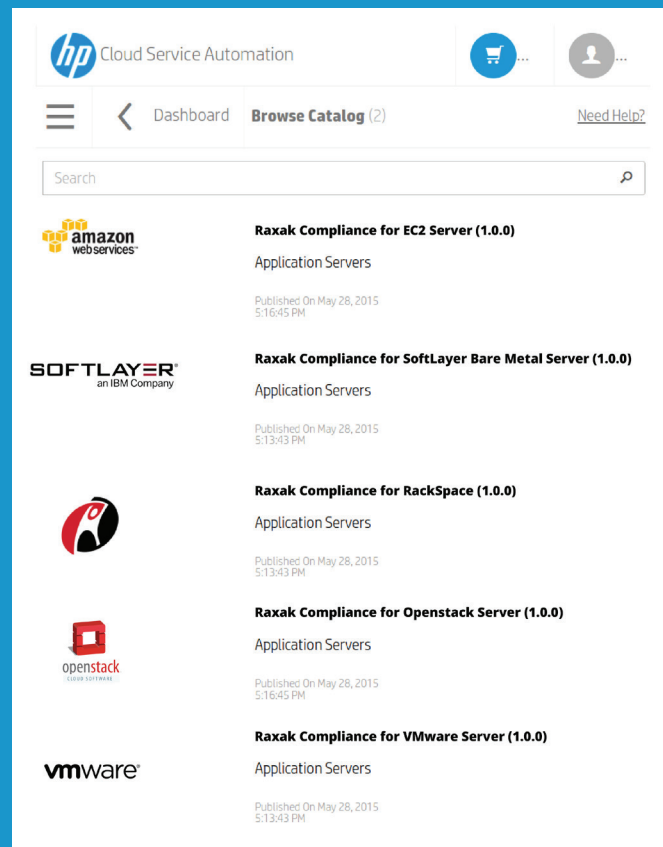 hp Cloud Service Automation
...
...
Dashboard Browse Catalog (2) Need Help?
Search
amazon
webservices™
Raxak Compliance for EC2 Server (1.0.0)
Application Servers
Published On May 28, 2015
5:16:45 PM
SOFTLAYER®
an IBM Company
Raxak Compliance for SoftLayer Bare Metal Server (1.0.0)
Application Servers
Published On May 28, 2015
5:13:43 PM
Raxak Compliance for RackSpace (1.0.0)
Application Servers
Published On May 28, 2015
5:13:43 PM
openstack
CLOUD SOFTWARE
Raxak Compliance for Openstack Server (1.0.0)
Application Servers
Published On May 28, 2015
5:16:45 PM
vmware®
Raxak Compliance for VMware Server (1.0.0)
Application Servers
Published On May 28, 2015
5:13:43 PM